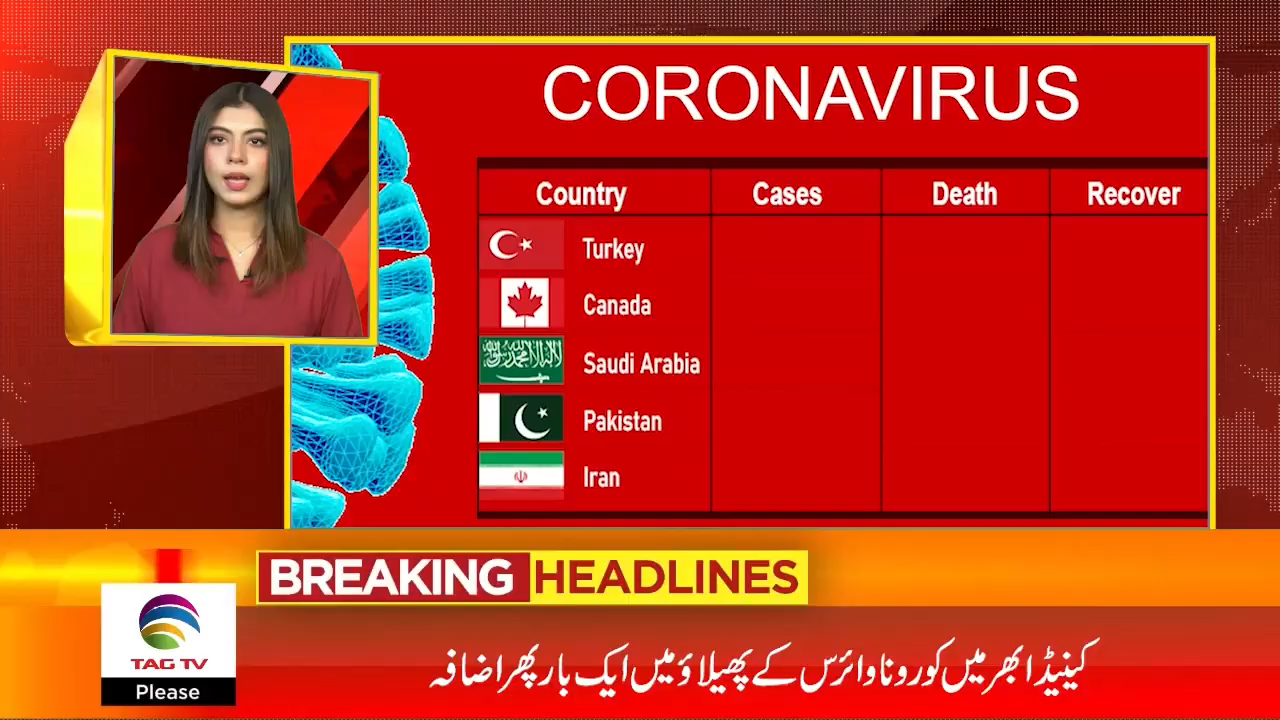 CORONAVIRUS
Country Cases Death Recover
Turkey
Canada
Saudi Arabia
Pakistan
Iran
BREAKING HEADLINES
کینیڈا بھر میں کورونا وائرس کے پھیلاؤ میں ایک بار پھر اضافہ
TAG TV
Please